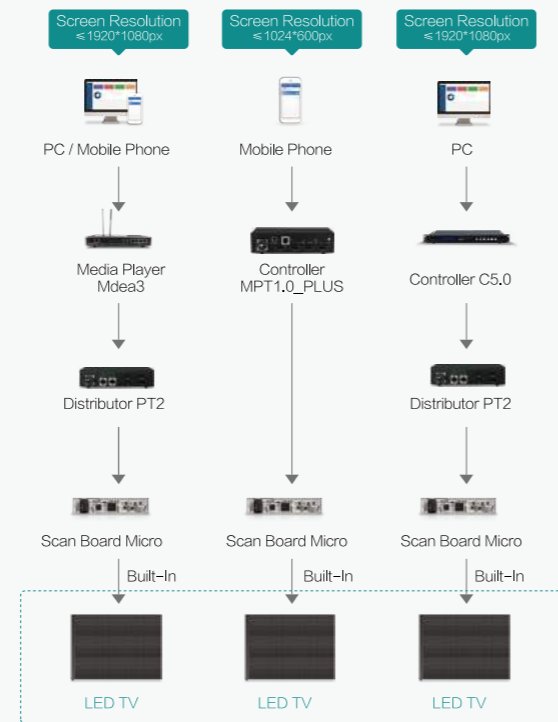 Screen Resolution
≤1920*1080px
Screen Resolution
≤1024*600px
Screen Resolution
≤1920*1080px
PC / Mobile Phone
Mobile Phone
PC
Media Player
Mdea3
Controller
MPT1.0_PLUS
Controller C5.0
Distributor PT2
Distributor PT2
Scan Board Micro
Scan Board Micro
Scan Board Micro
Built-In
Built-In
Built-In
LED TV
LED TV
LED TV